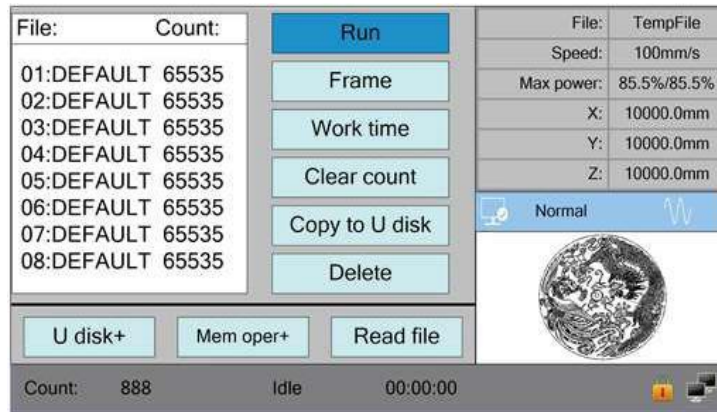 File: Count:
01:DEFAULT 65535
02:DEFAULT 65535
03:DEFAULT 65535
04:DEFAULT 65535
05:DEFAULT 65535
06:DEFAULT 65535
07:DEFAULT 65535
08:DEFAULT 65535
Run
Frame
Work time
Clear count
Copy to U disk
Delete
U disk+
Mem oper+
Read file
File: TempFile
Speed: 100mm/s
Max power: 85.5%/85.5%
X: 10000.0mm
Y: 10000.0mm
Z: 10000.0mm
Normal
Count: 888 Idle 00:00:00